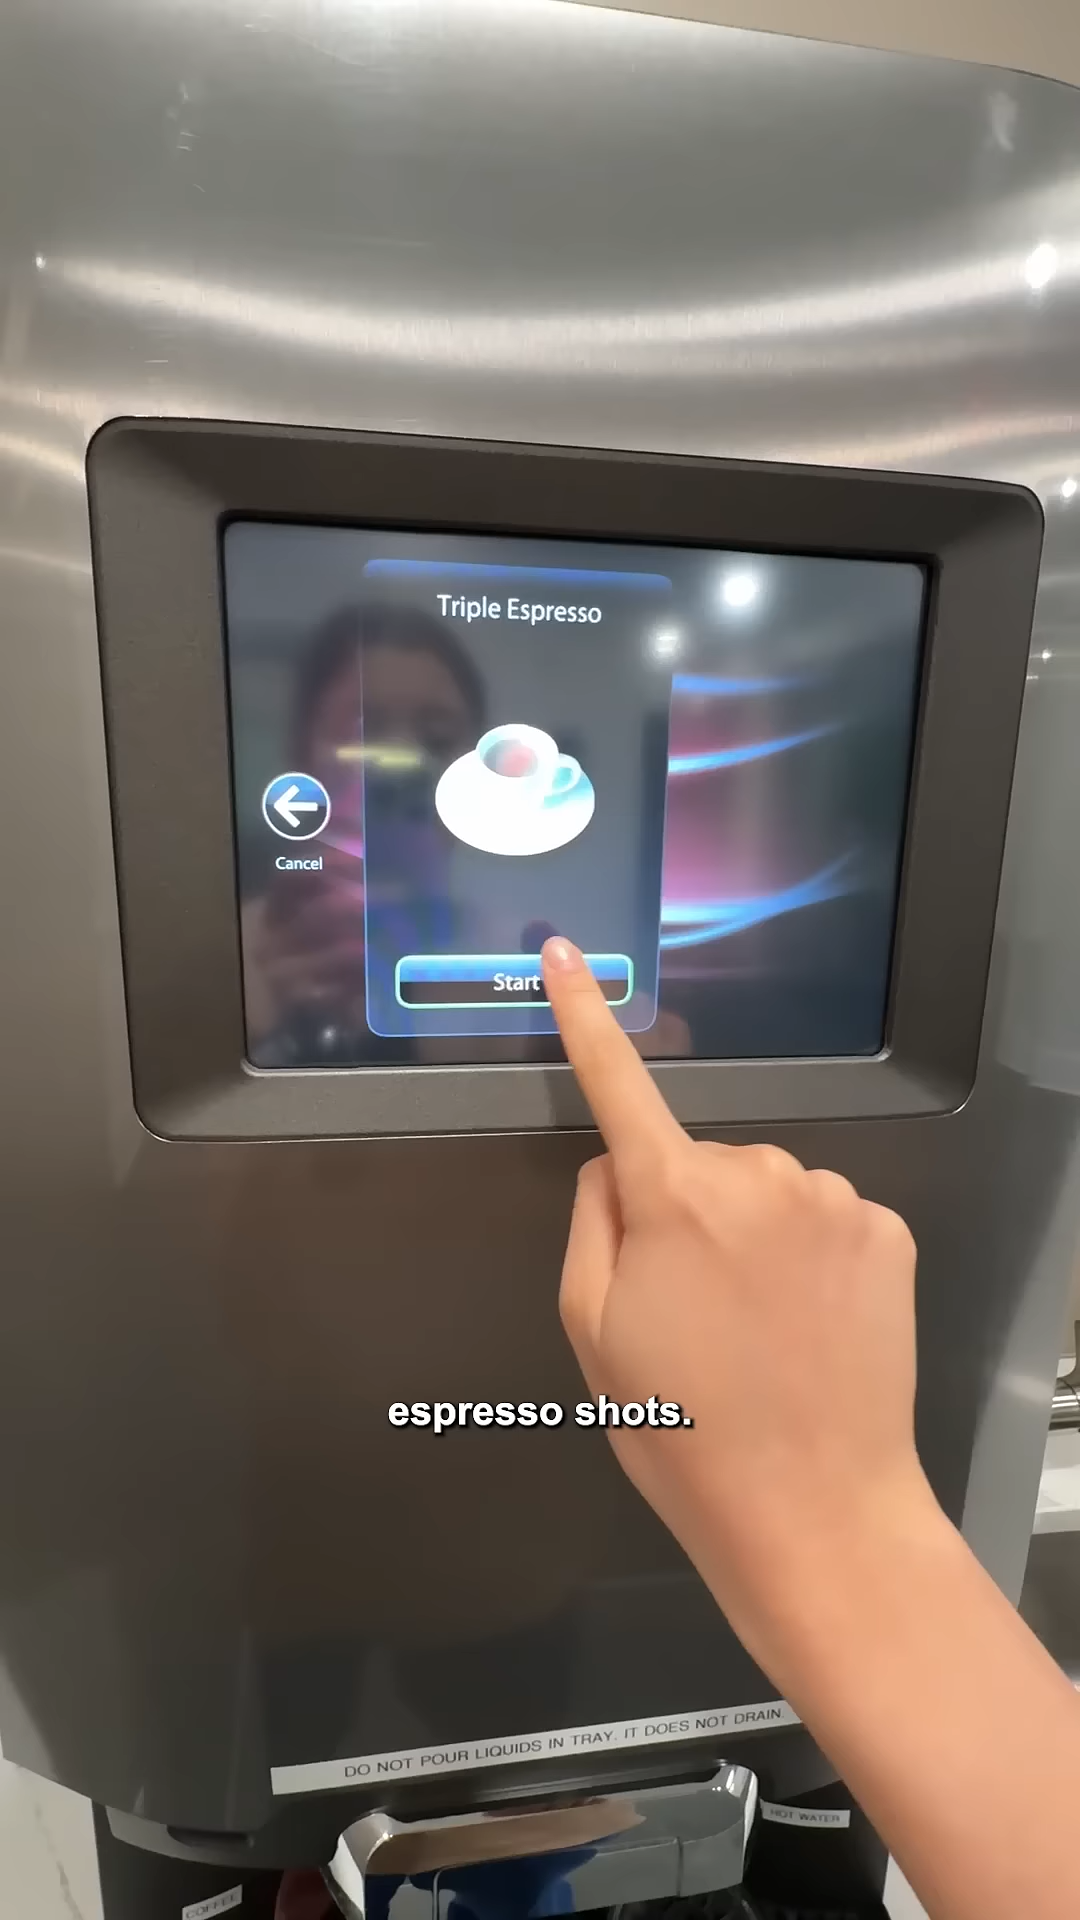 Triple Espresso
Cancel
Start
espresso shots.
DO NOT POUR LIQUIDS IN TRAY. IT DOES NOT DRAIN.
HOT WATER
COFFEE